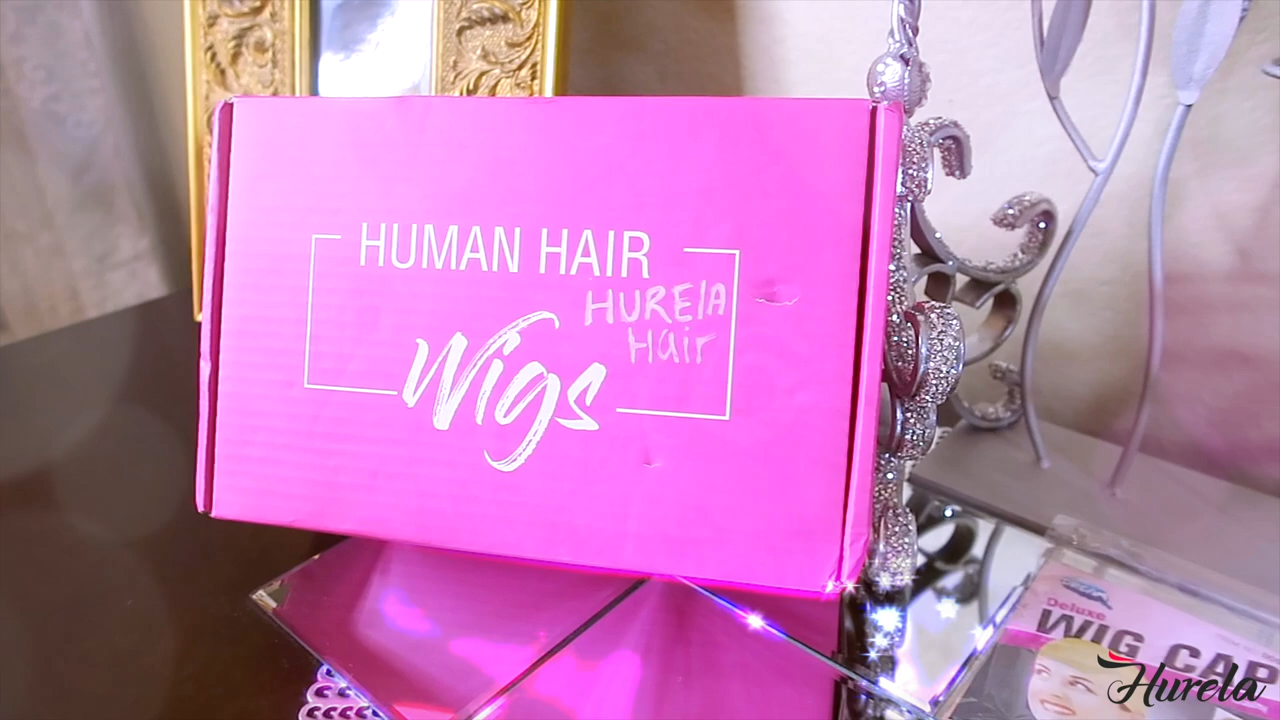 HUMAN HAIR
HURElA
Hair
Wigs
Deluxe
WIG CAP
Hurela